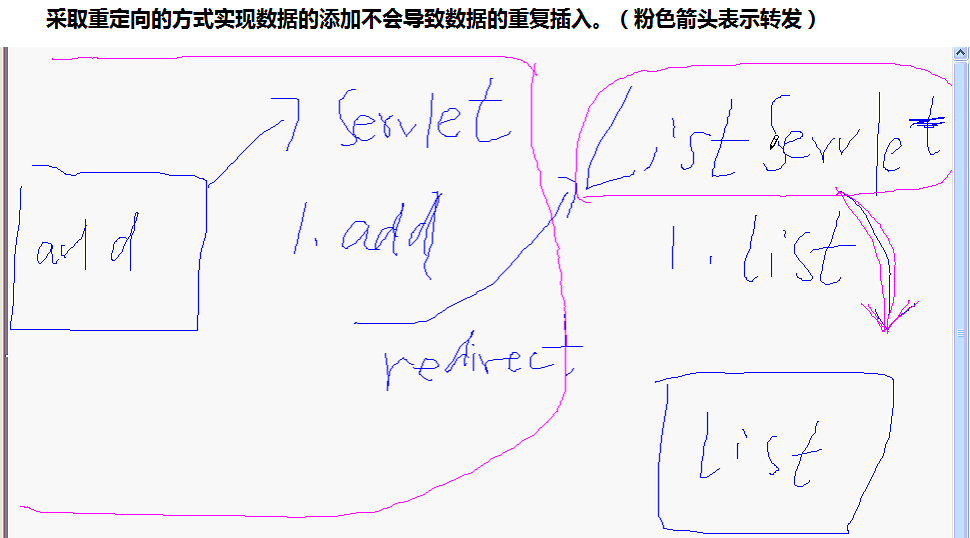 采取重定向的方式实现数据的添加不会导致数据的重复插入。（粉色箭头表示转发）
Servlet
ListServlet
add
1. add
1. List
redirect
List